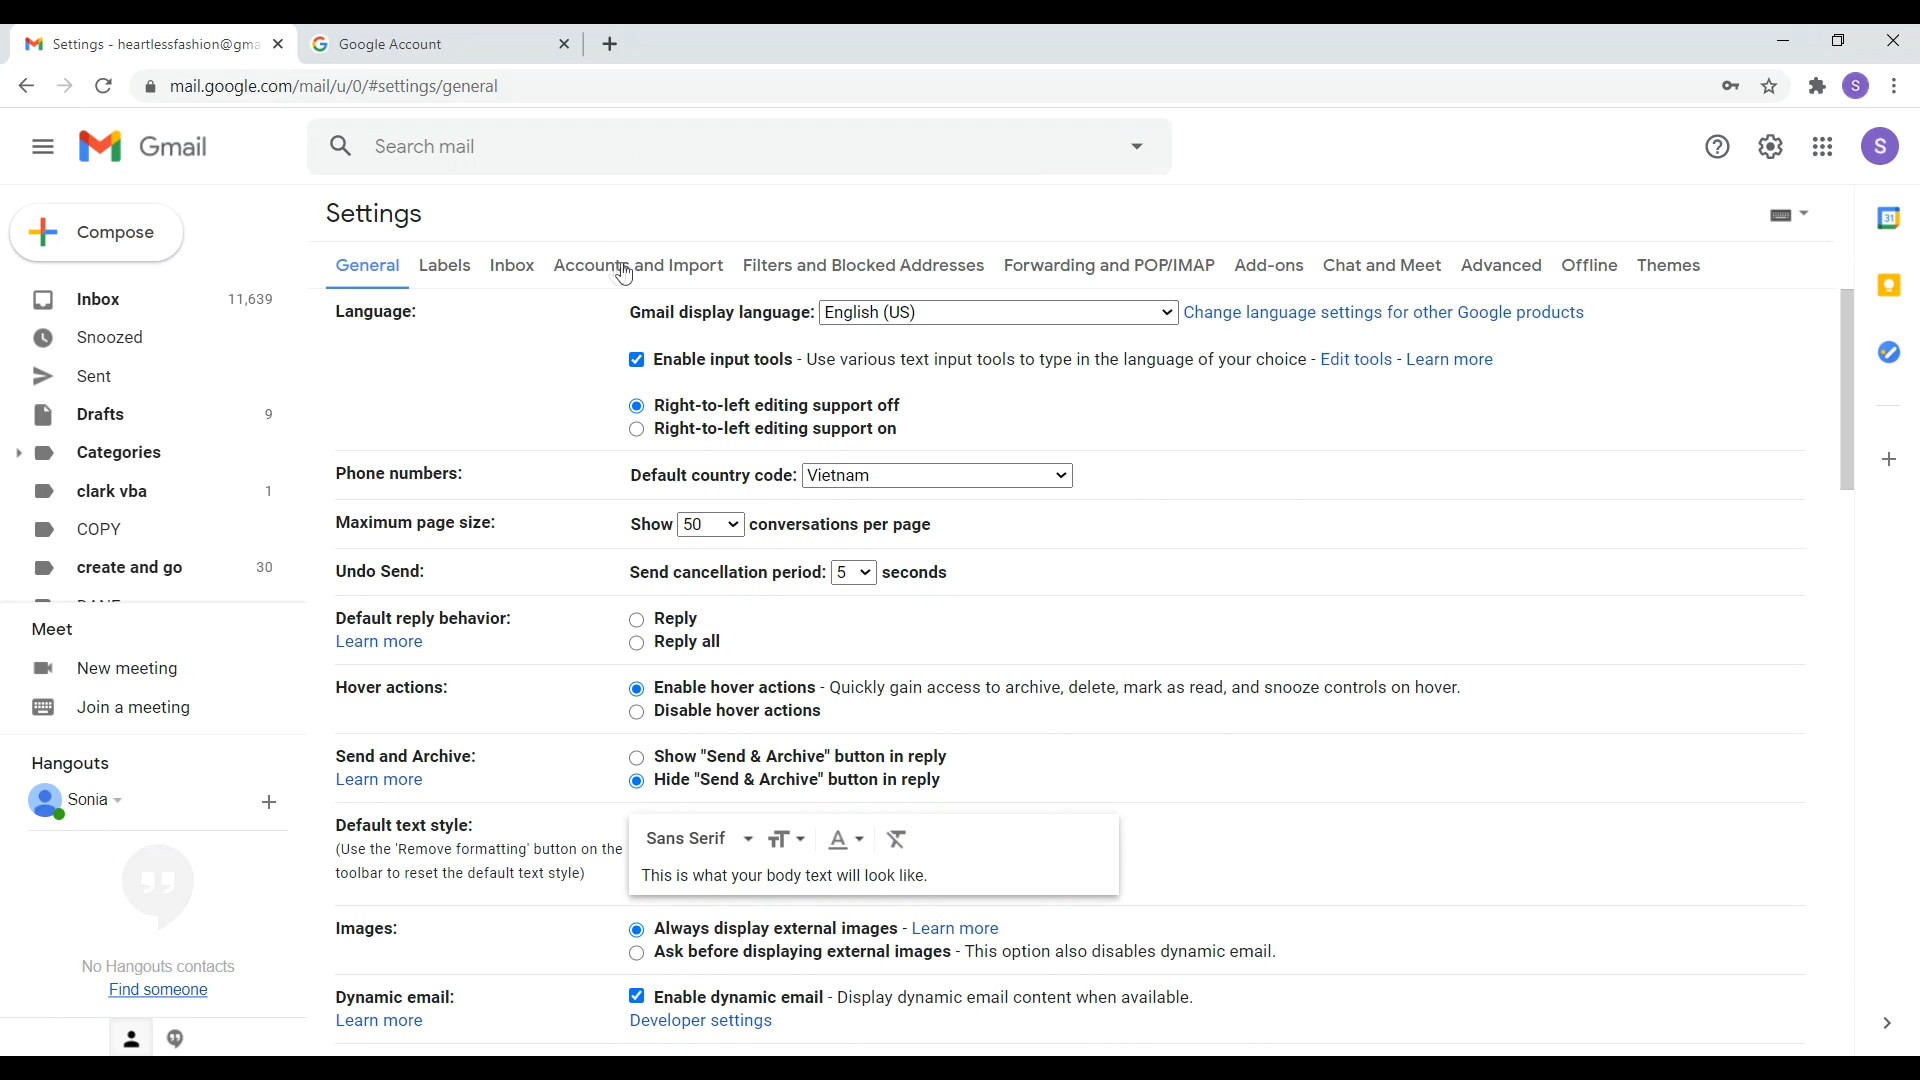 Settings - heartlessfashion@gma
Google Account
mail.google.com/mail/u/0/#settings/general
S
Gmail
Search mail
S
Compose
Inbox 11,639
Snoozed
Sent
Drafts 9
Categories
clark vba 1
COPY
create and go 30
Meet
New meeting
Join a meeting
Hangouts
Sonia
No Hangouts contacts
Find someone
Settings
General Labels Inbox Accounts and Import Filters and Blocked Addresses Forwarding and POP/IMAP Add-ons Chat and Meet Advanced Offline Themes
Language: Gmail display language: English (US) Change language settings for other Google products
Enable input tools - Use various text input tools to type in the language of your choice - Edit tools - Learn more
Right-to-left editing support off
Right-to-left editing support on
Phone numbers: Default country code: Vietnam
Maximum page size: Show 50 conversations per page
Undo Send: Send cancellation period: 5 seconds
Default reply behavior: Reply
Learn more Reply all
Hover actions: Enable hover actions - Quickly gain access to archive, delete, mark as read, and snooze controls on hover.
Disable hover actions
Send and Archive: Show "Send & Archive" button in reply
Learn more Hide "Send & Archive" button in reply
Default text style:
(Use the 'Remove formatting' button on the
toolbar to reset the default text style)
Sans Serif
This is what your body text will look like.
Images: Always display external images - Learn more
Ask before displaying external images - This option also disables dynamic email.
Dynamic email: Enable dynamic email - Display dynamic email content when available.
Learn more Developer settings
31